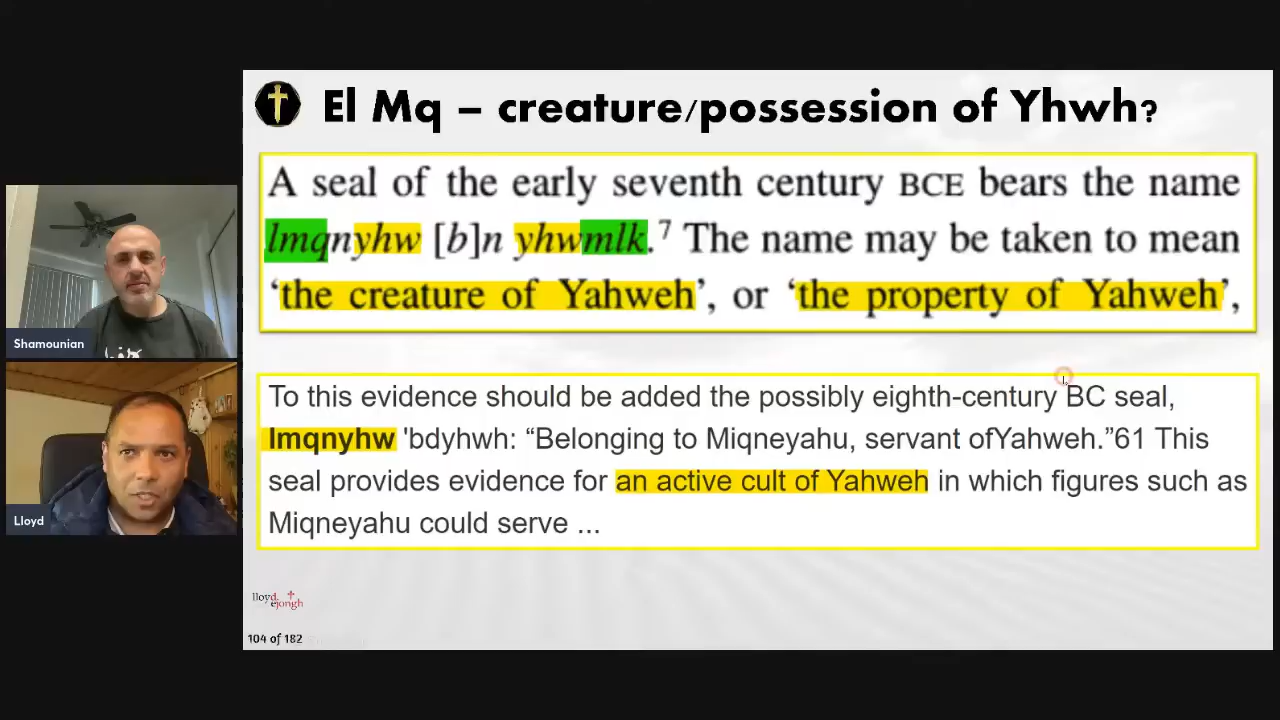 El Mq – creature/possession of Yhwh?
A seal of the early seventh century BCE bears the name
lmqnyhw [b]n yhwmlk.7 The name may be taken to mean
‘the creature of Yahweh’, or ‘the property of Yahweh’,
To this evidence should be added the possibly eighth-century BC seal,
lmqnyhw 'bdyhwh: “Belonging to Miqneyahu, servant ofYahweh.”61 This
seal provides evidence for an active cult of Yahweh in which figures such as
Miqneyahu could serve ...
Shamounian
Lloyd
lloyd
ejongh
104 of 182